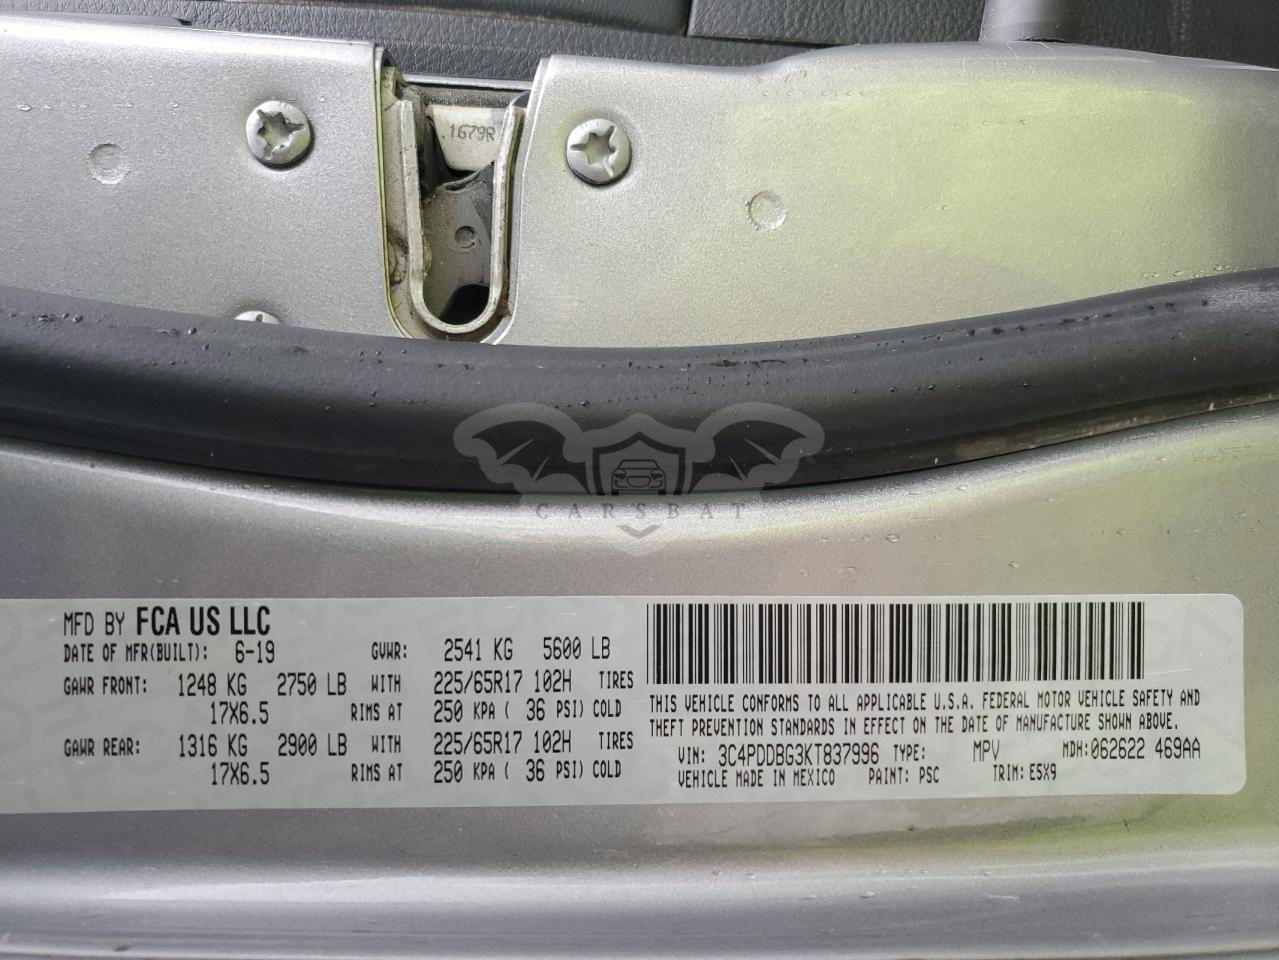 .1679R
CARSBAT
MFD BY FCA US LLC
DATE OF MFR(BUILT): 6-19 GVWR: 2541 KG 5600 LB
GAWR FRONT: 1248 KG 2750 LB WITH 225/65R17 102H TIRES
17X6.5 RIMS AT 250 KPA ( 36 PSI) COLD
GAWR REAR: 1316 KG 2900 LB WITH 225/65R17 102H TIRES
17X6.5 RIMS AT 250 KPA ( 36 PSI) COLD
THIS VEHICLE CONFORMS TO ALL APPLICABLE U.S.A. FEDERAL MOTOR VEHICLE SAFETY AND
THEFT PREVENTION STANDARDS IN EFFECT ON THE DATE OF MANUFACTURE SHOWN ABOVE.
VIN: 3C4PDDBG3KT837996 TYPE: MPV MDH:062622 469AA
VEHICLE MADE IN MEXICO PAINT: PSC TRIM: E5X9